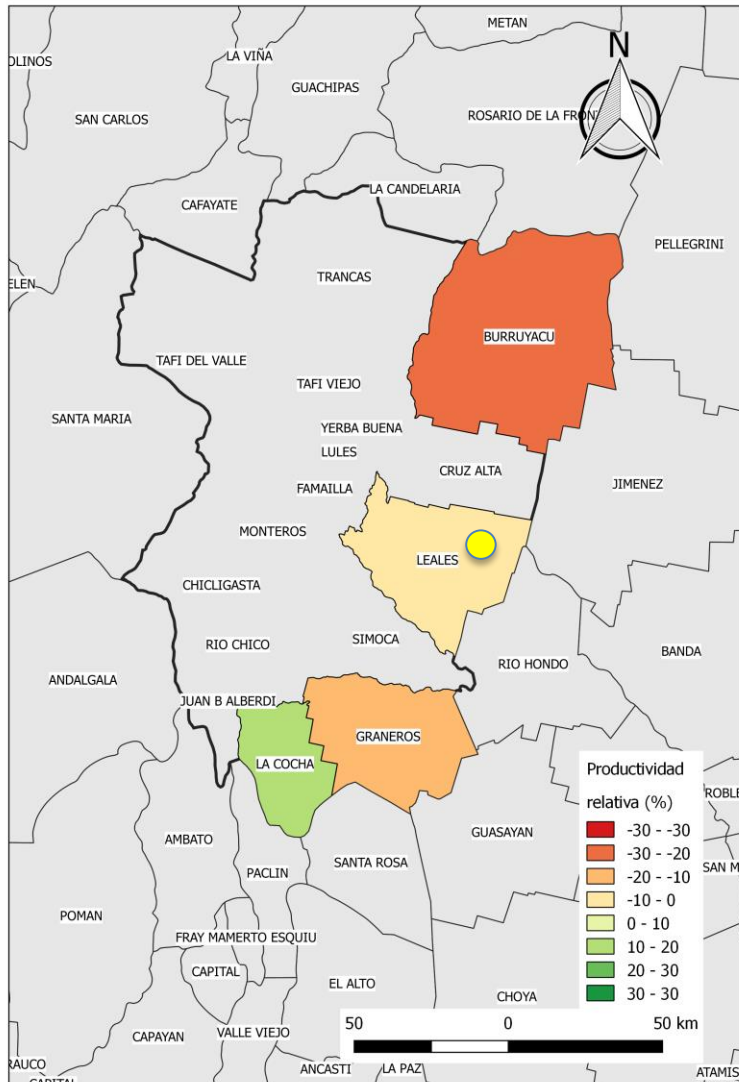 METAN
N
OLINOS
LA VIÑA
GUACHIPAS
SAN CARLOS
ROSARIO DE LA FRONT
LA CANDELARIA
CAFAYATE
PELLEGRINI
ELEN
TRANCAS
BURRUYACU
TAFI DEL VALLE
TAFI VIEJO
SANTA MARIA
YERBA BUENA
LULES
CRUZ ALTA
JIMENEZ
FAMAILLA
MONTEROS
LEALES
CHICLIGASTA
SIMOCA
RIO CHICO
RIO HONDO
BANDA
ANDALGALA
JUAN B ALBERDI
GRANEROS
LA COCHA
Productividad
relativa (%)
-30 - -30
-30 - -20
-20 - -10
-10 - 0
0 - 10
10 - 20
20 - 30
30 - 30
ROBLE
GUASAYAN
AMBATO
SANTA ROSA
SAN M
PACLIN
POMAN
FRAY MAMERTO ESQUIU
CAPITAL
EL ALTO
CHOYA
CAPAYAN
VALLE VIEJO
50 0 50 km
RAUCO
CAPITAL
ANCASTI
LA PAZ
ATAMIS